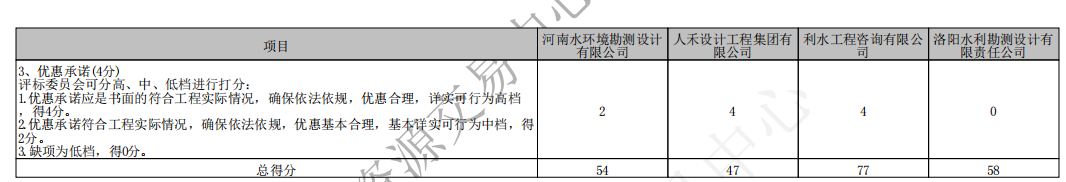 项目 河南水环境勘测设计有限公司 人禾设计工程集团有限公司 利水工程咨询有限公司 洛阳水利勘测设计有限责任公司
3、优惠承诺(4分)
评标委员会可分高、中、低档进行打分:
1.优惠承诺应是书面的符合工程实际情况，确保依法依规，优惠合理，详实可行为高档
，得4分。
2.优惠承诺符合工程实际情况，确保依法依规，优惠基本合理，基本详实可行为中档，得
2分。
3.缺项为低档，得0分。
2 4 4 0
总得分 54 47 77 58
资源交易中心
中心